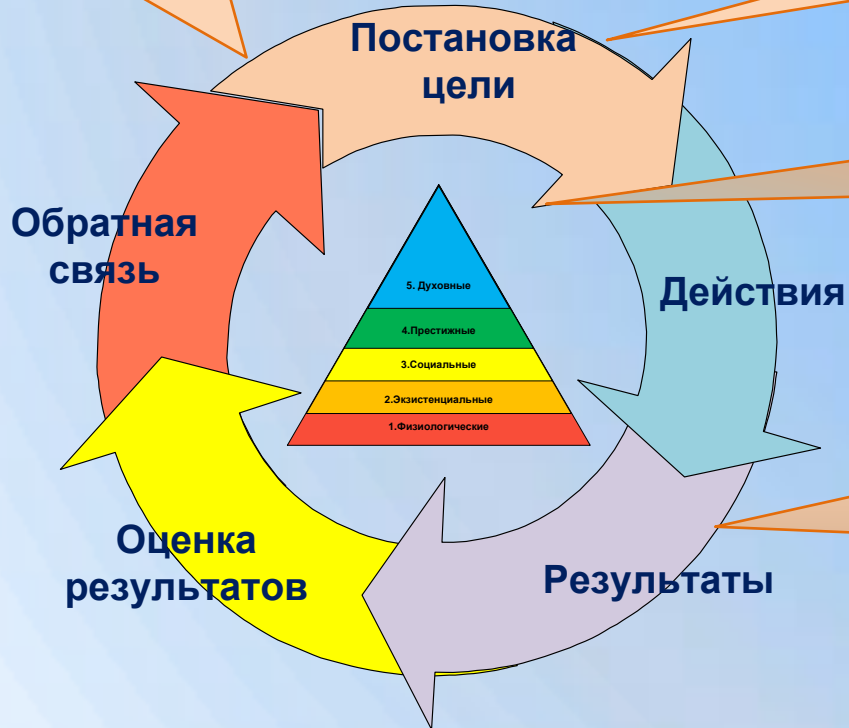 Постановка
цели
Обратная
связь
Действия
5. Духовные
4.Престижные
3.Социальные
2.Экзистенциальные
1.Физиологические
Оценка
результатов
Результаты